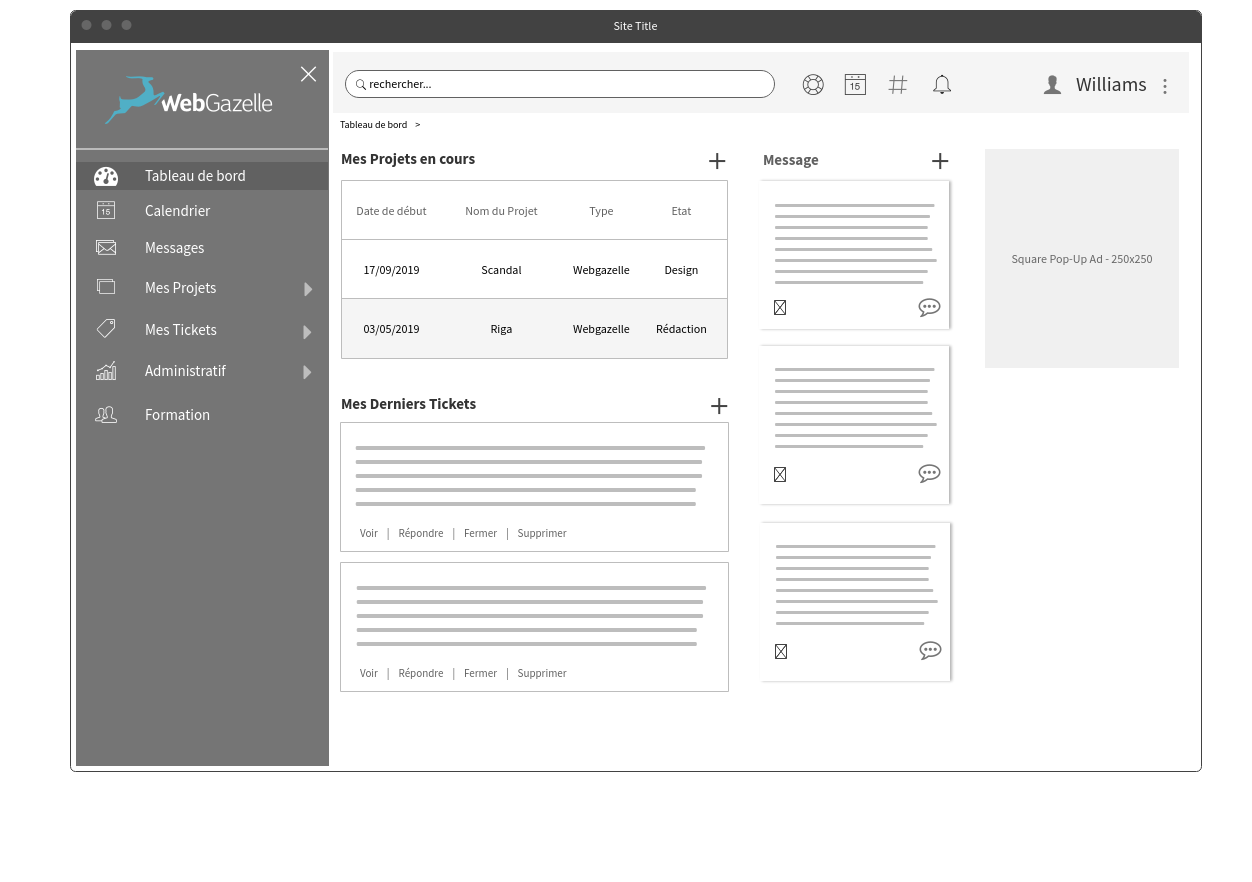 Site Title
WebGazelle
rechercher...
15
Williams
Tableau de bord >
Tableau de bord
15
Calendrier
Messages
Mes Projets
Mes Tickets
Administratif
Formation
Mes Projets en cours
Date de début Nom du Projet Type Etat
17/09/2019 Scandal Webgazelle Design
03/05/2019 Riga Webgazelle Rédaction
Mes Derniers Tickets
Voir | Répondre | Fermer | Supprimer
Voir | Répondre | Fermer | Supprimer
Message
Square Pop-Up Ad - 250x250